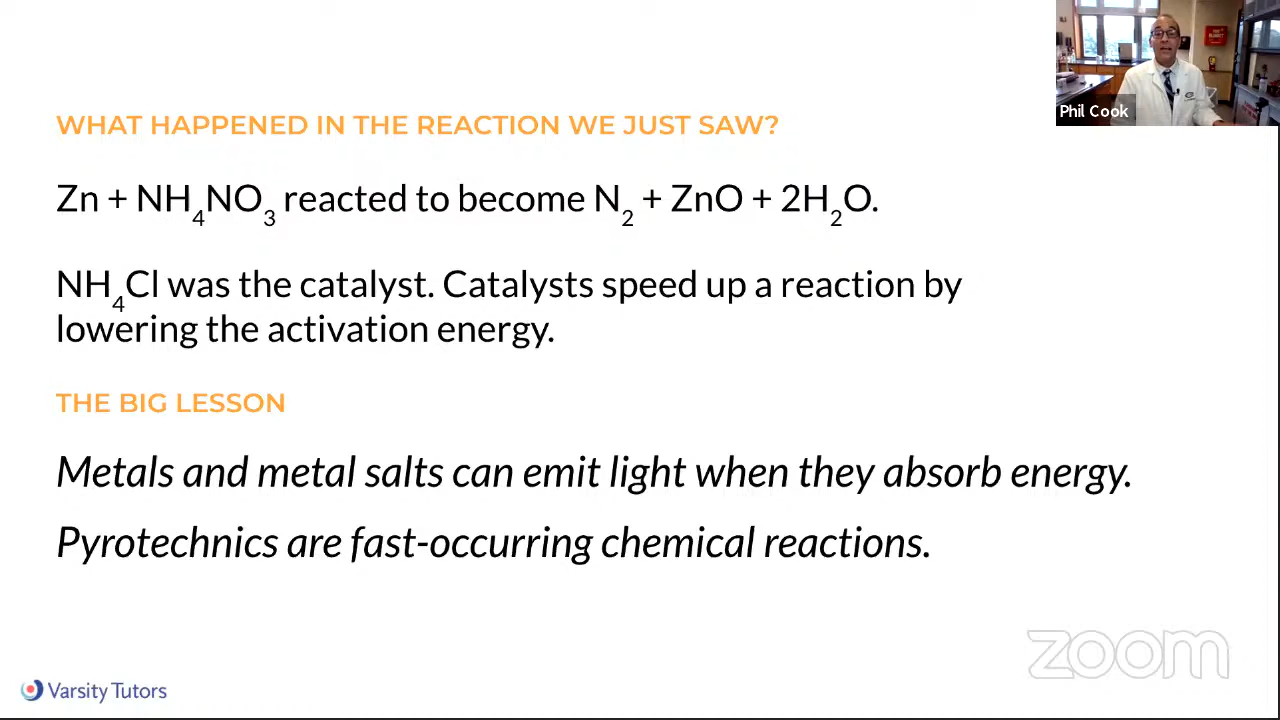 Phil Cook
WHAT HAPPENED IN THE REACTION WE JUST SAW?
Zn + NH₄NO₃ reacted to become N₂ + ZnO + 2H₂O.
NH₄Cl was the catalyst. Catalysts speed up a reaction by
lowering the activation energy.
THE BIG LESSON
Metals and metal salts can emit light when they absorb energy.
Pyrotechnics are fast-occurring chemical reactions.
zoom
Varsity Tutors